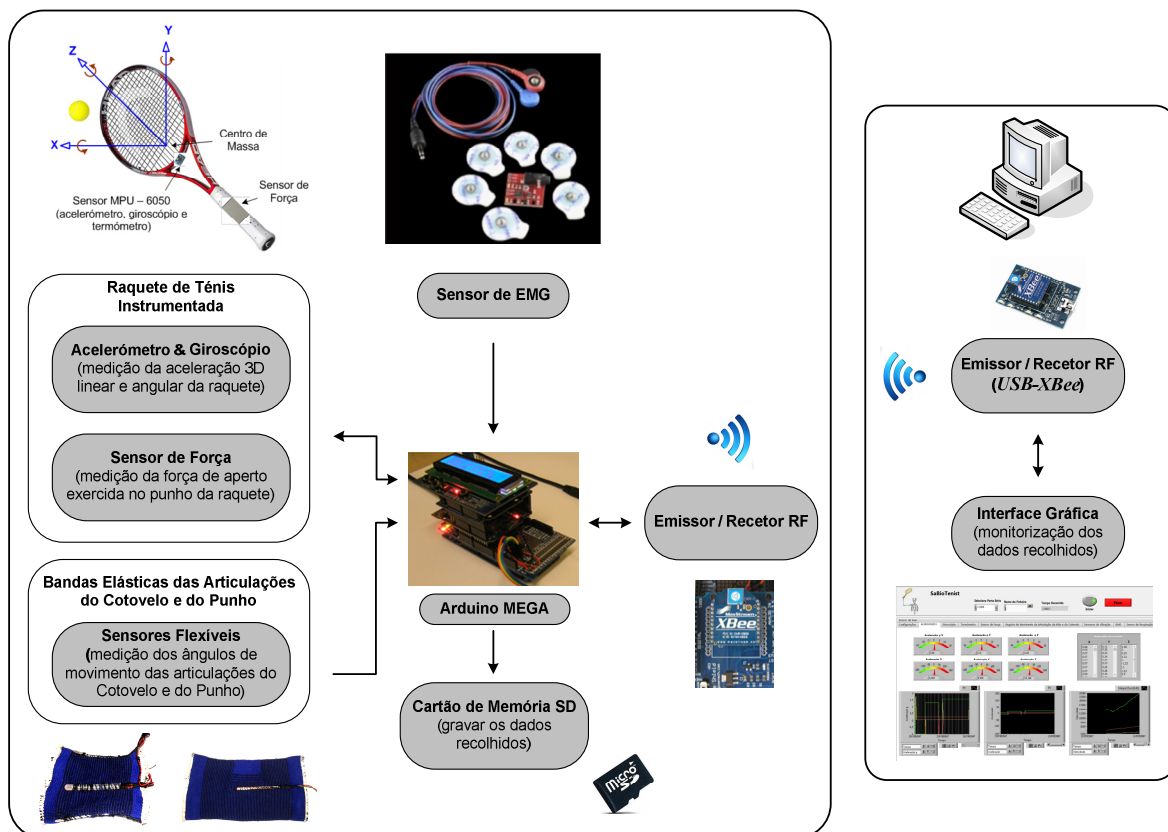 Y
Z
X
Centro de
Massa
Sensor de
Força
Sensor MPU – 6050
(acelerómetro, giroscópio e
termómetro)
Raquete de Ténis
Instrumentada
Acelerómetro & Giroscópio
(medição da aceleração 3D
linear e angular da raquete)
Sensor de Força
(medição da força de aperto
exercida no punho da raquete)
Bandas Elásticas das Articulações
do Cotovelo e do Punho
Sensores Flexíveis
(medição dos ângulos de
movimento das articulações do
Cotovelo e do Punho)
Sensor de EMG
Arduino MEGA
Cartão de Memória SD
(gravar os dados
recolhidos)
micro
SD
Emissor / Recetor RF
XBee
XBee
Emissor / Recetor RF
(USB-XBee)
Interface Gráfica
(monitorização dos
dados recolhidos)
SaBioTenist